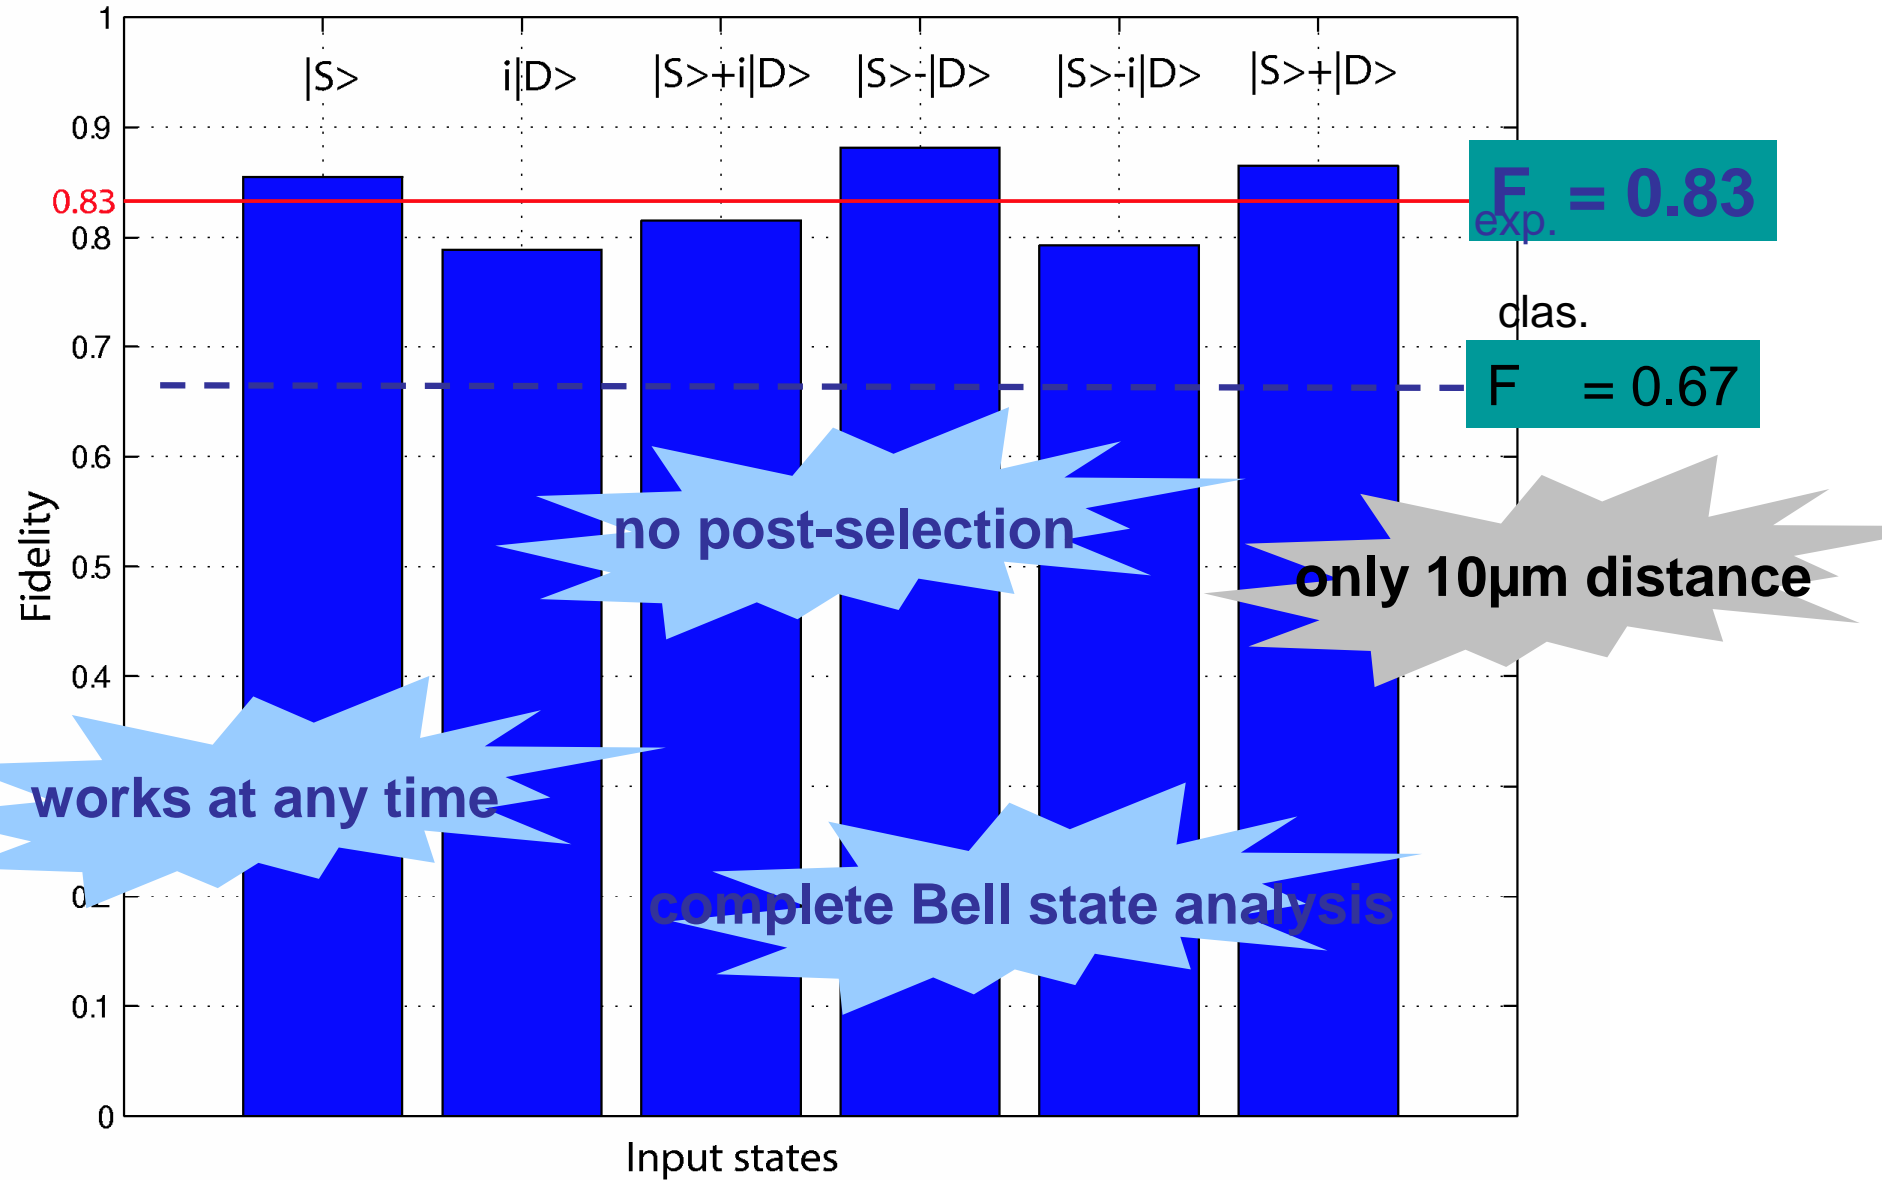 1
|S>
i|D>
|S>+i|D>
|S>-|D>
|S>-i|D>
|S>+|D>
0.9
0.83
0.8
F = 0.83
exp.
clas.
0.7
F = 0.67
0.6
no post-selection
Fidelity
0.5
only 10µm distance
0.4
works at any time
complete Bell state analysis
0.1
0
Input states